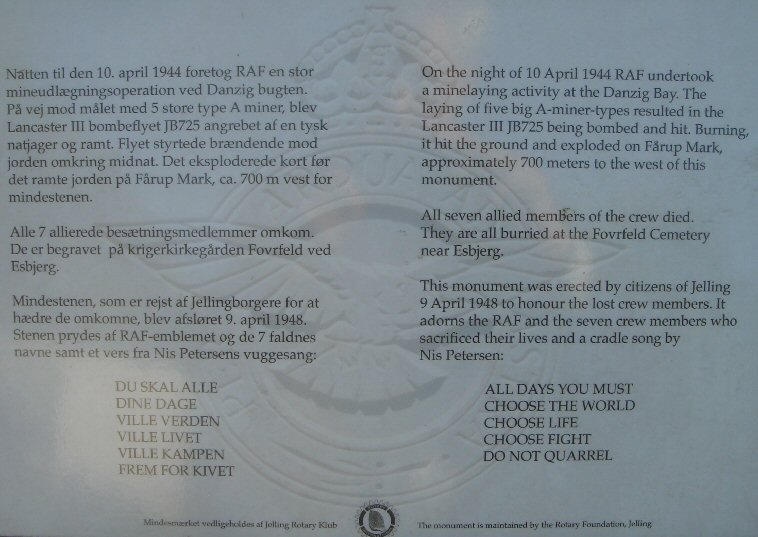 Natten til den 10. april 1944 foretog RAF en stor
mineudlægningsoperation ved Danzig bugten.
På vej mod målet med 5 store type A miner, blev
Lancaster III bombeflyet JB725 angrebet af en tysk
natjager og ramt. Flyet styrtede brændende mod
jorden omkring midnat. Det eksploderede kort før
det ramte jorden på Fårup Mark, ca. 700 m vest for
mindestenen.
Alle 7 allierede besætningsmedlemmer omkom.
De er begravet på krigerkirkegården Fovrfeld ved
Esbjerg.
Mindestenen, som er rejst af Jellingborgere for at
hædre de omkomne, blev afsløret 9. april 1948.
Stenen prydes af RAF-emblemet og de 7 faldnes
navne samt et vers fra Nis Petersens vuggesang:
DU SKAL ALLE
DINE DAGE
VILLE VERDEN
VILLE LIVET
VILLE KAMPEN
FREM FOR KIVET
Mindesmærket vedligeholdes af Jelling Rotary Klub
On the night of 10 April 1944 RAF undertook
a minelaying activity at the Danzig Bay. The
laying of five big A-miner-types resulted in the
Lancaster III JB725 being bombed and hit. Burning,
it hit the ground and exploded on Fårup Mark,
approximately 700 meters to the west of this
monument.
All seven allied members of the crew died.
They are all burried at the Fovrfeld Cemetery
near Esbjerg.
This monument was erected by citizens of Jelling
9 April 1948 to honour the lost crew members. It
adorns the RAF and the seven crew members who
sacrificed their lives and a cradle song by
Nis Petersen:
ALL DAYS YOU MUST
CHOOSE THE WORLD
CHOOSE LIFE
CHOOSE FIGHT
DO NOT QUARREL
The monument is maintained by the Rotary Foundation, Jelling